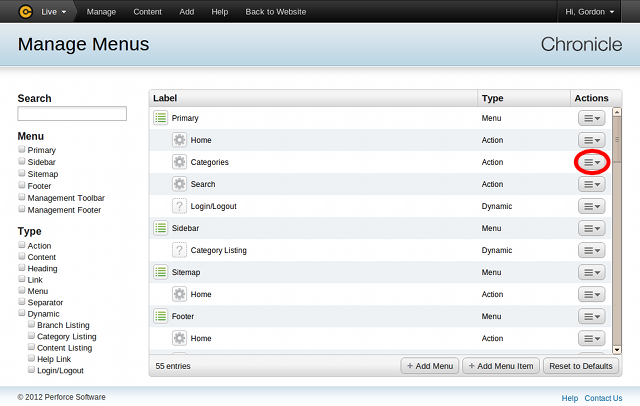 Live Manage Content Add Help Back to Website Hi, Gordon
Manage Menus
Chronicle
Search
Menu
Primary
Sidebar
Sitemap
Footer
Management Toolbar
Management Footer
Type
Action
Content
Heading
Link
Menu
Separator
Dynamic
Branch Listing
Category Listing
Content Listing
Help Link
Login/Logout
Label Type Actions
Primary Menu
Home Action
Categories Action
Search Action
? Login/Logout Dynamic
Sidebar Menu
? Category Listing Dynamic
Sitemap Menu
Home Action
Footer Menu
Home Action
55 entries + Add Menu + Add Menu Item Reset to Defaults
© 2012 Perforce Software Help Contact Us